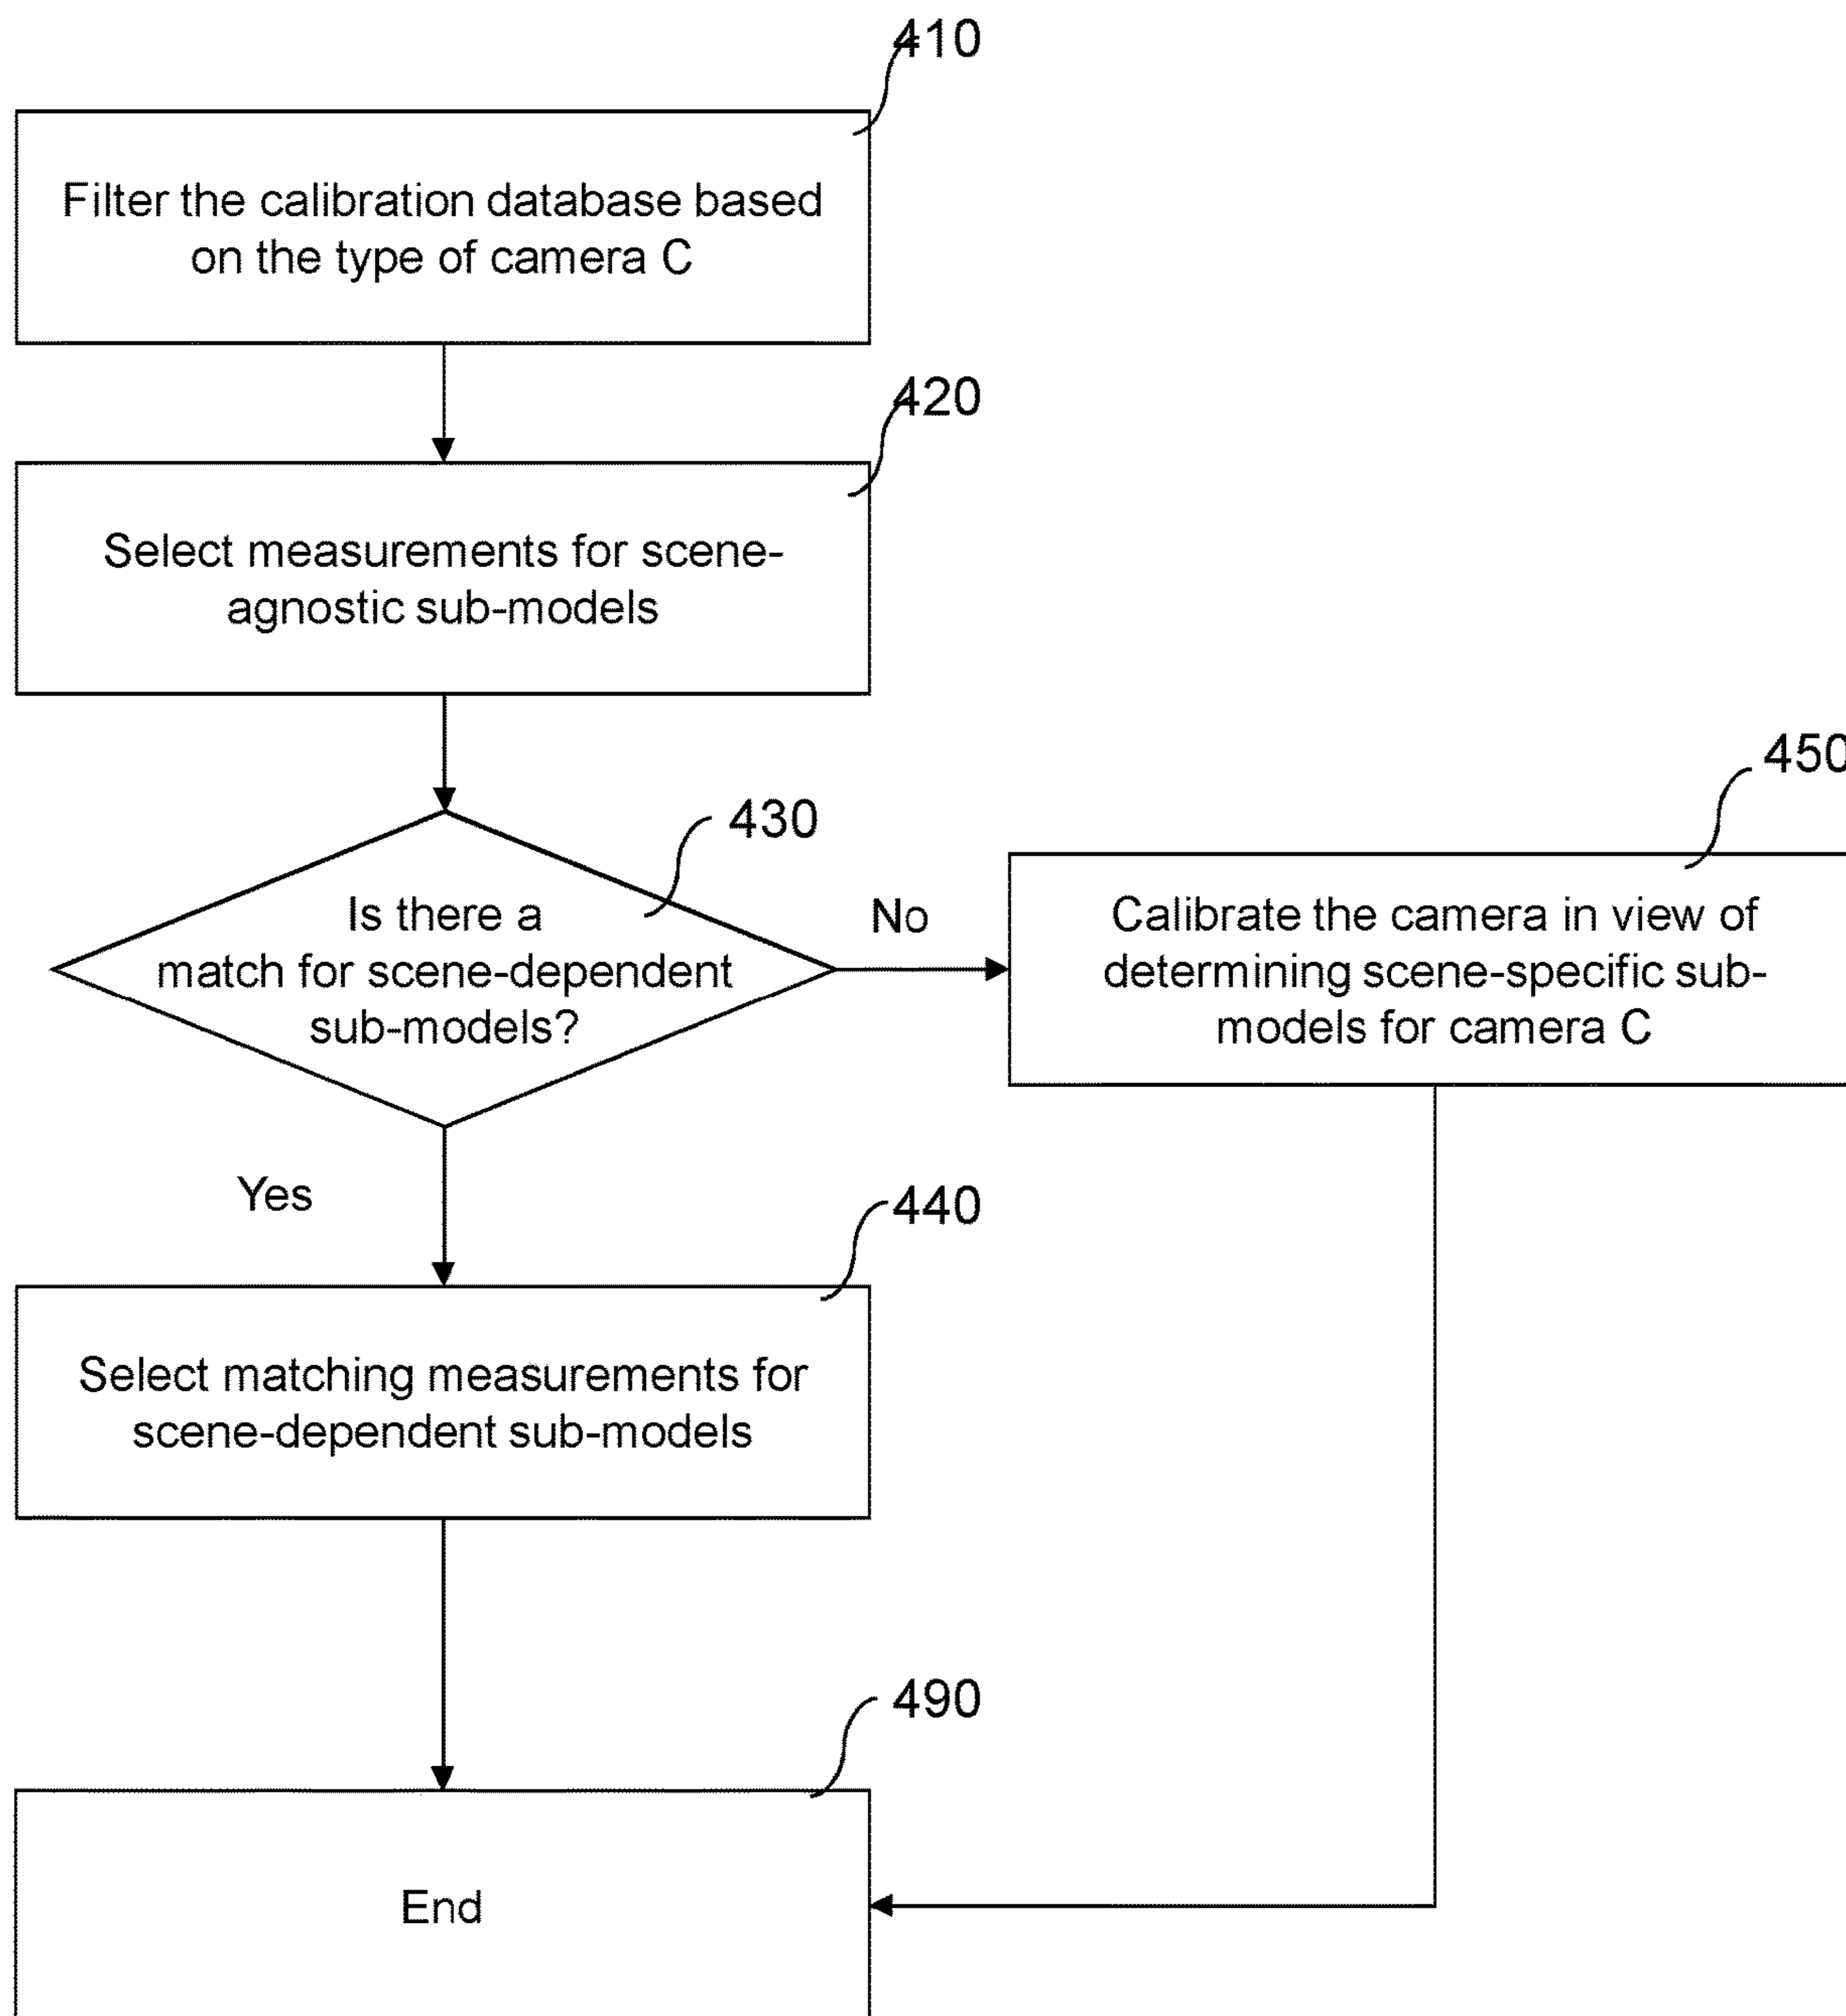 410
Filter the calibration database based
on the type of camera C
420
Select measurements for scene-
agnostic sub-models
430
Is there a
match for scene-dependent
sub-models?
No
450
Calibrate the camera in view of
determining scene-specific sub-
models for camera C
Yes
440
Select matching measurements for
scene-dependent sub-models
490
End